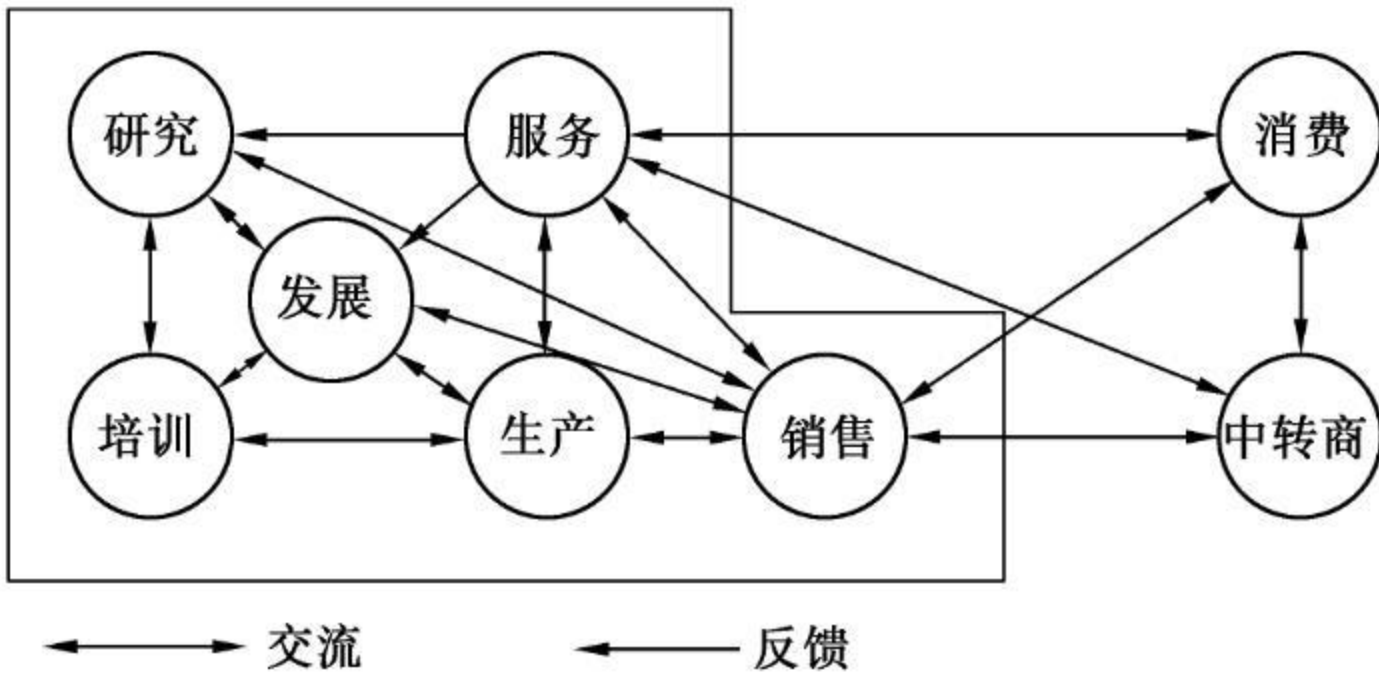 研究
服务
消费
发展
培训
生产
销售
中转商
交流
反馈